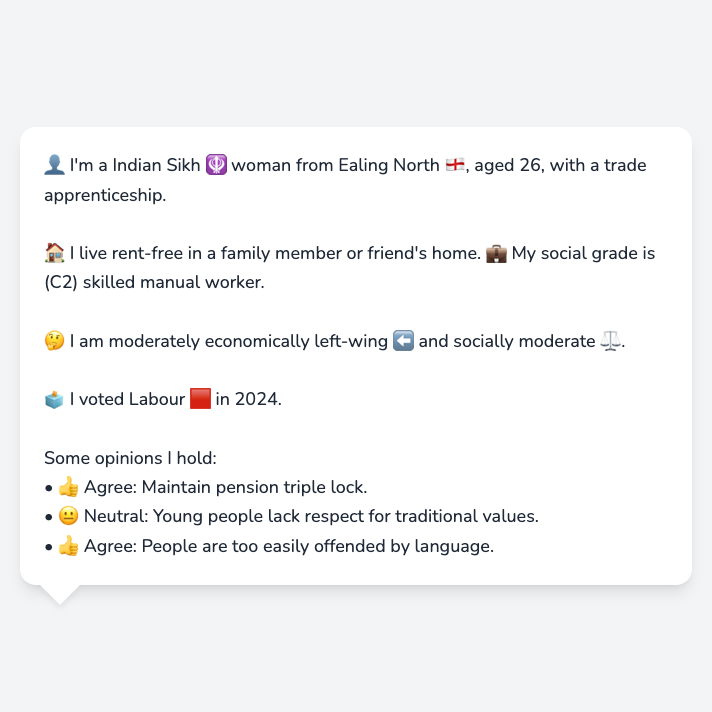 👤 I'm a Indian Sikh 🪯 woman from Ealing North 🏴󠁧󠁢󠁥󠁮󠁧󠁿, aged 26, with a trade
apprenticeship.
🏠 I live rent-free in a family member or friend's home. 💼 My social grade is
(C2) skilled manual worker.
🤔 I am moderately economically left-wing ⬅️ and socially moderate ⚖️.
🗳️ I voted Labour 🟥 in 2024.
Some opinions I hold:
• 👍 Agree: Maintain pension triple lock.
• 😐 Neutral: Young people lack respect for traditional values.
• 👍 Agree: People are too easily offended by language.